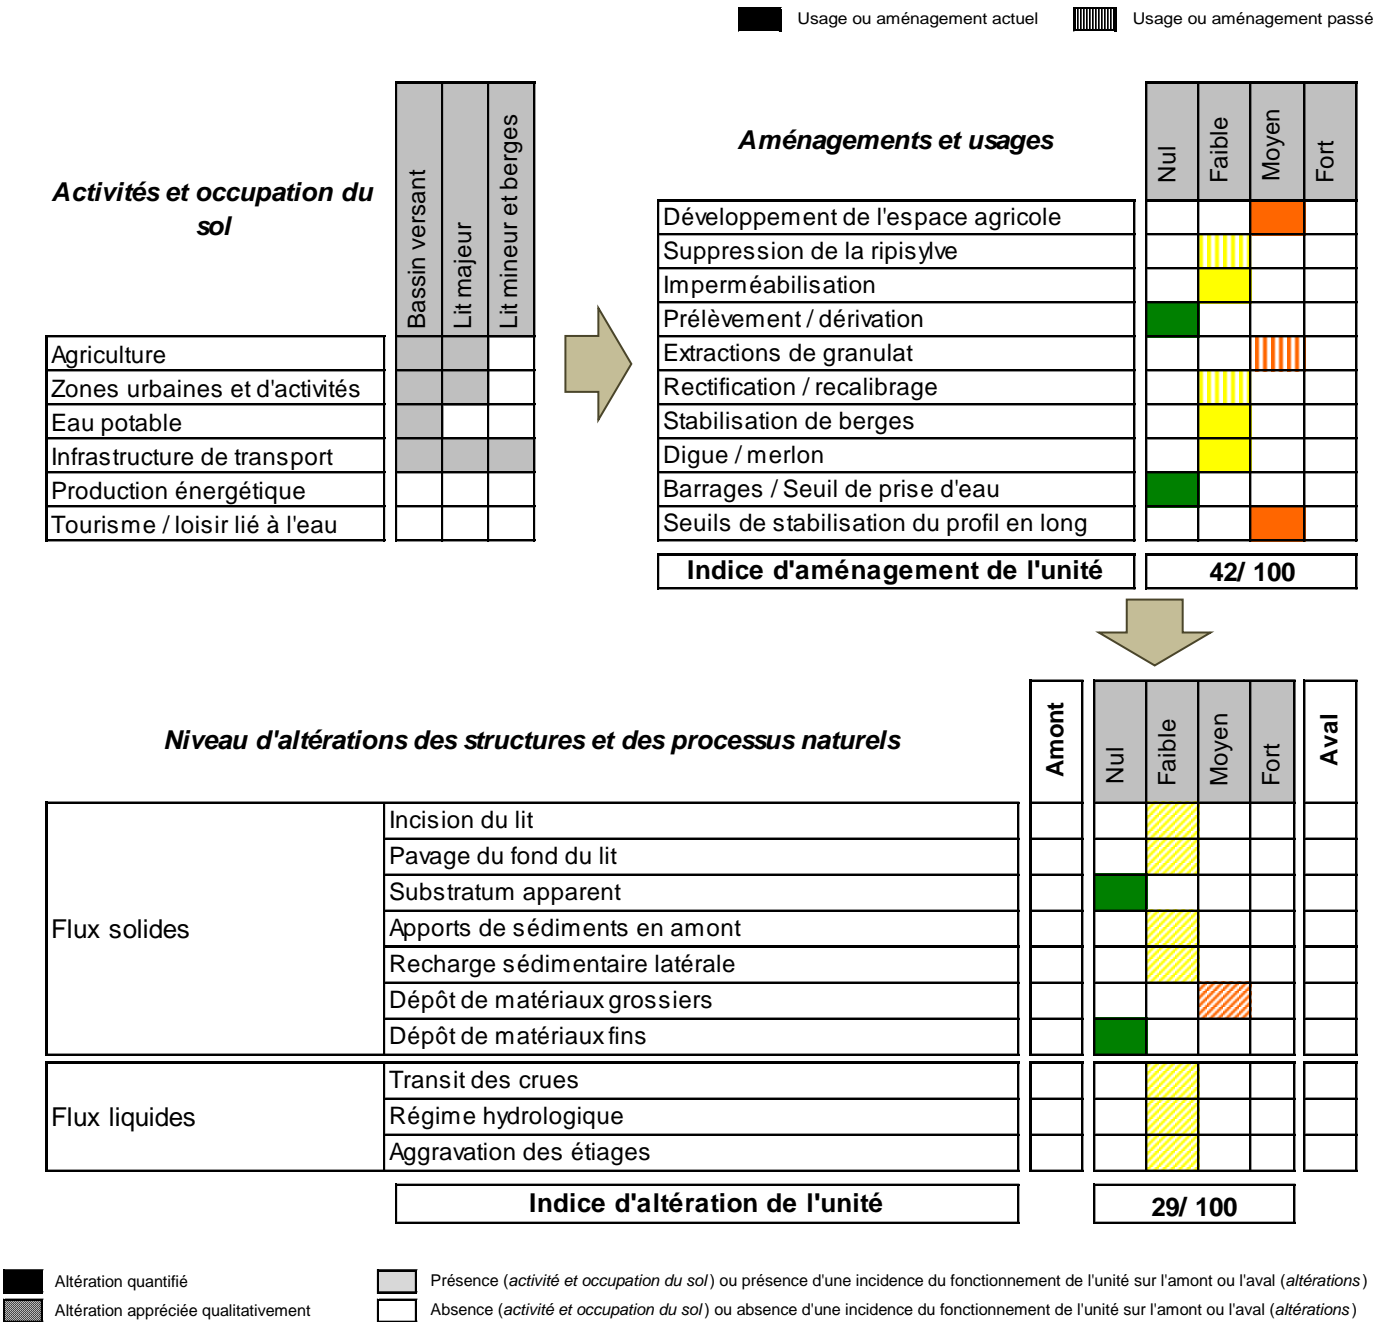 Usage ou aménagement actuel
Usage ou aménagement passé
Activités et occupation du
sol
Bassin versant
Lit majeur
Lit mineur et berges
Agriculture
Zones urbaines et d'activités
Eau potable
Infrastructure de transport
Production énergétique
Tourisme / loisir lié à l'eau
Aménagements et usages
Nul
Faible
Moyen
Fort
Développement de l'espace agricole
Suppression de la ripisylve
Imperméabilisation
Prélèvement / dérivation
Extractions de granulat
Rectification / recalibrage
Stabilisation de berges
Digue / merlon
Barrages / Seuil de prise d'eau
Seuils de stabilisation du profil en long
Indice d'aménagement de l'unité
42/ 100
Niveau d'altérations des structures et des processus naturels
Amont
Nul
Faible
Moyen
Fort
Aval
Flux solides
Incision du lit
Pavage du fond du lit
Substratum apparent
Apports de sédiments en amont
Recharge sédimentaire latérale
Dépôt de matériaux grossiers
Dépôt de matériaux fins
Flux liquides
Transit des crues
Régime hydrologique
Aggravation des étiages
Indice d'altération de l'unité
29/ 100
Altération quantifié
Présence (activité et occupation du sol) ou présence d'une incidence du fonctionnement de l'unité sur l'amont ou l'aval (altérations)
Altération appréciée qualitativement
Absence (activité et occupation du sol) ou absence d'une incidence du fonctionnement de l'unité sur l'amont ou l'aval (altérations)